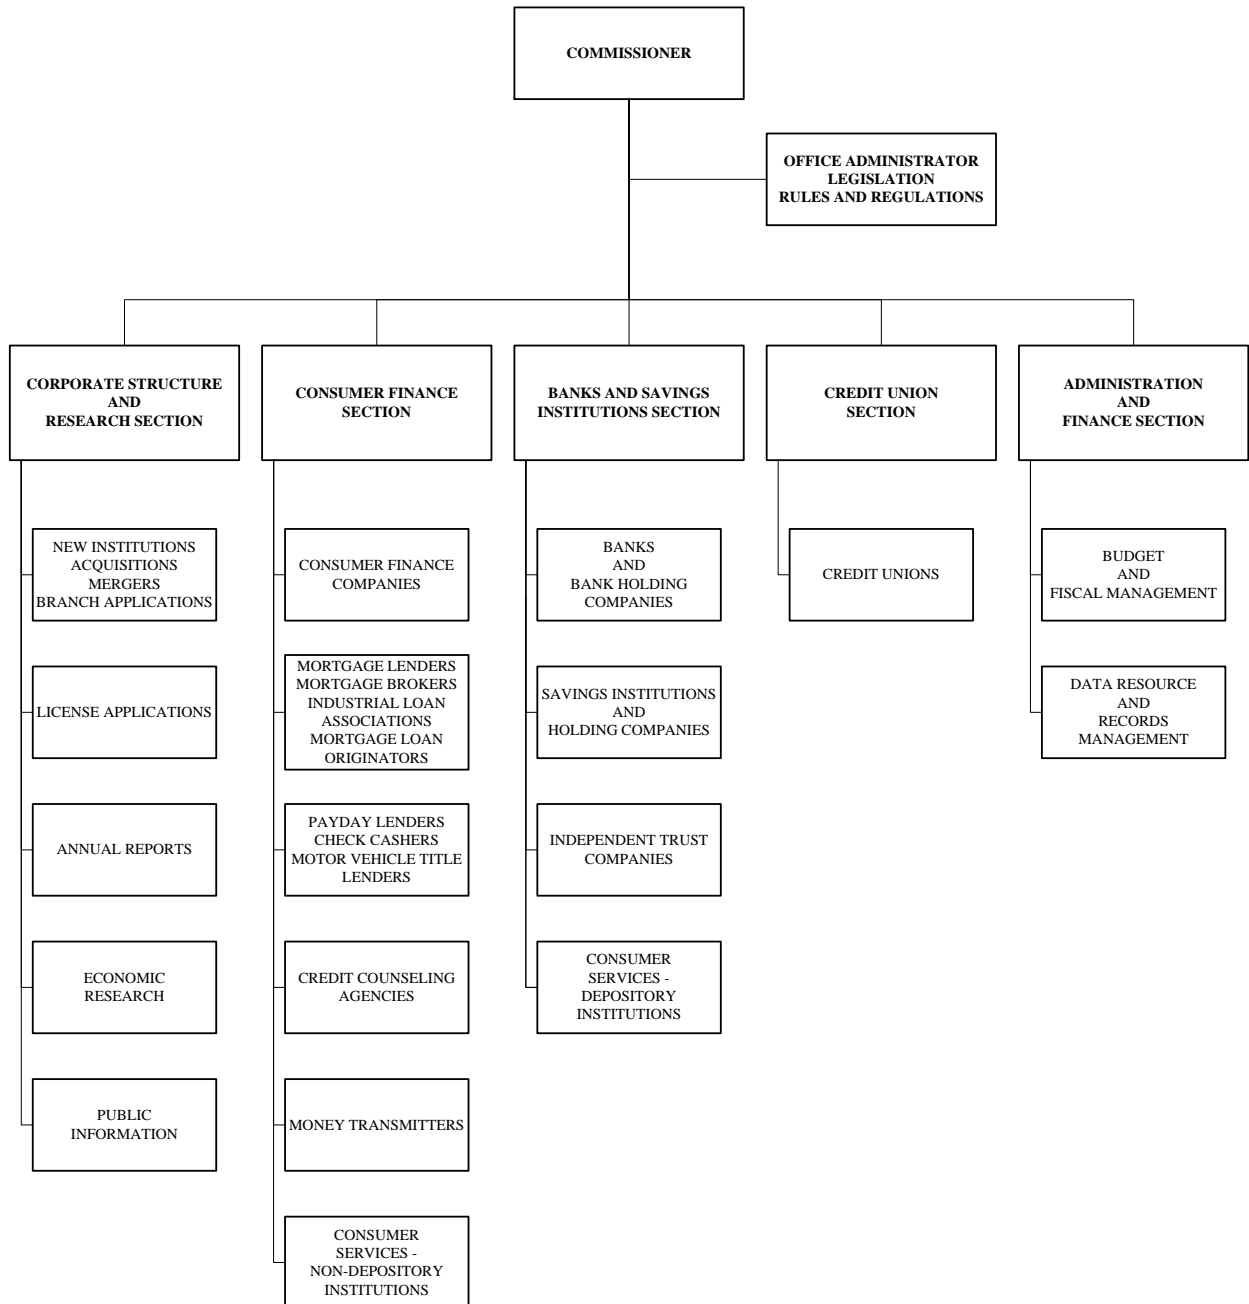 COMMISSIONER
OFFICE ADMINISTRATOR
LEGISLATION
RULES AND REGULATIONS
CORPORATE STRUCTURE
AND
RESEARCH SECTION
CONSUMER FINANCE
SECTION
BANKS AND SAVINGS
INSTITUTIONS SECTION
CREDIT UNION
SECTION
ADMINISTRATION
AND
FINANCE SECTION
NEW INSTITUTIONS
ACQUISITIONS
MERGERS
BRANCH APPLICATIONS
LICENSE APPLICATIONS
ANNUAL REPORTS
ECONOMIC
RESEARCH
PUBLIC
INFORMATION
CONSUMER FINANCE
COMPANIES
MORTGAGE LENDERS
MORTGAGE BROKERS
INDUSTRIAL LOAN
ASSOCIATIONS
MORTGAGE LOAN
ORIGINATORS
PAYDAY LENDERS
CHECK CASHERS
MOTOR VEHICLE TITLE
LENDERS
CREDIT COUNSELING
AGENCIES
MONEY TRANSMITTERS
CONSUMER
SERVICES -
NON-DEPOSITORY
INSTITUTIONS
BANKS
AND
BANK HOLDING
COMPANIES
SAVINGS INSTITUTIONS
AND
HOLDING COMPANIES
INDEPENDENT TRUST
COMPANIES
CONSUMER
SERVICES -
DEPOSITORY
INSTITUTIONS
CREDIT UNIONS
BUDGET
AND
FISCAL MANAGEMENT
DATA RESOURCE
AND
RECORDS
MANAGEMENT